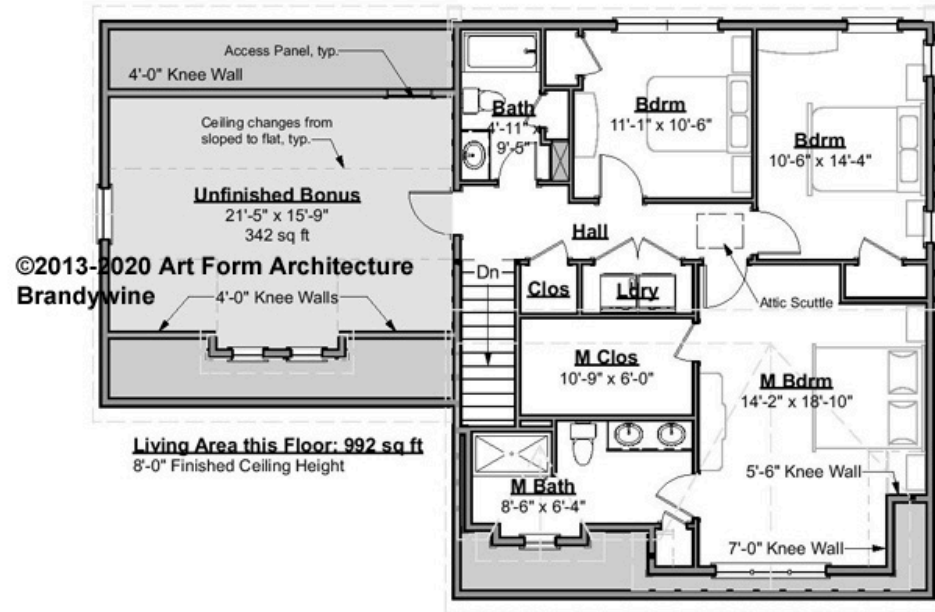 Access Panel, typ.
4'-0" Knee Wall
Ceiling changes from
sloped to flat, typ.
Unfinished Bonus
21'-5" x 15'-9"
342 sq ft
©2013-2020 Art Form Architecture
Brandywine
4'-0" Knee Walls
Living Area this Floor: 992 sq ft
8'-0" Finished Ceiling Height
Bath
4'-11" x
9'-5"
Bdrm
11'-1" x 10'-6"
Bdrm
10'-6" x 14'-4"
Hall
Dn
Clos
Ldry
Attic Scuttle
M Clos
10'-9" x 6'-0"
M Bdrm
14'-2" x 18'-10"
5'-6" Knee Wall
M Bath
8'-6" x 6'-4"
7'-0" Knee Wall